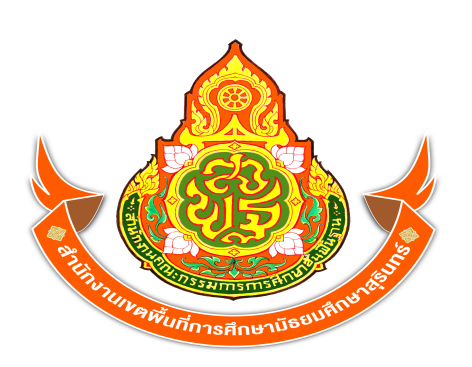 สพฐ
สำนักงานคณะกรรมการการศึกษาขั้นพื้นฐาน
สำนักงานเขตพื้นที่การศึกษามัธยมศึกษาสุรินทร์